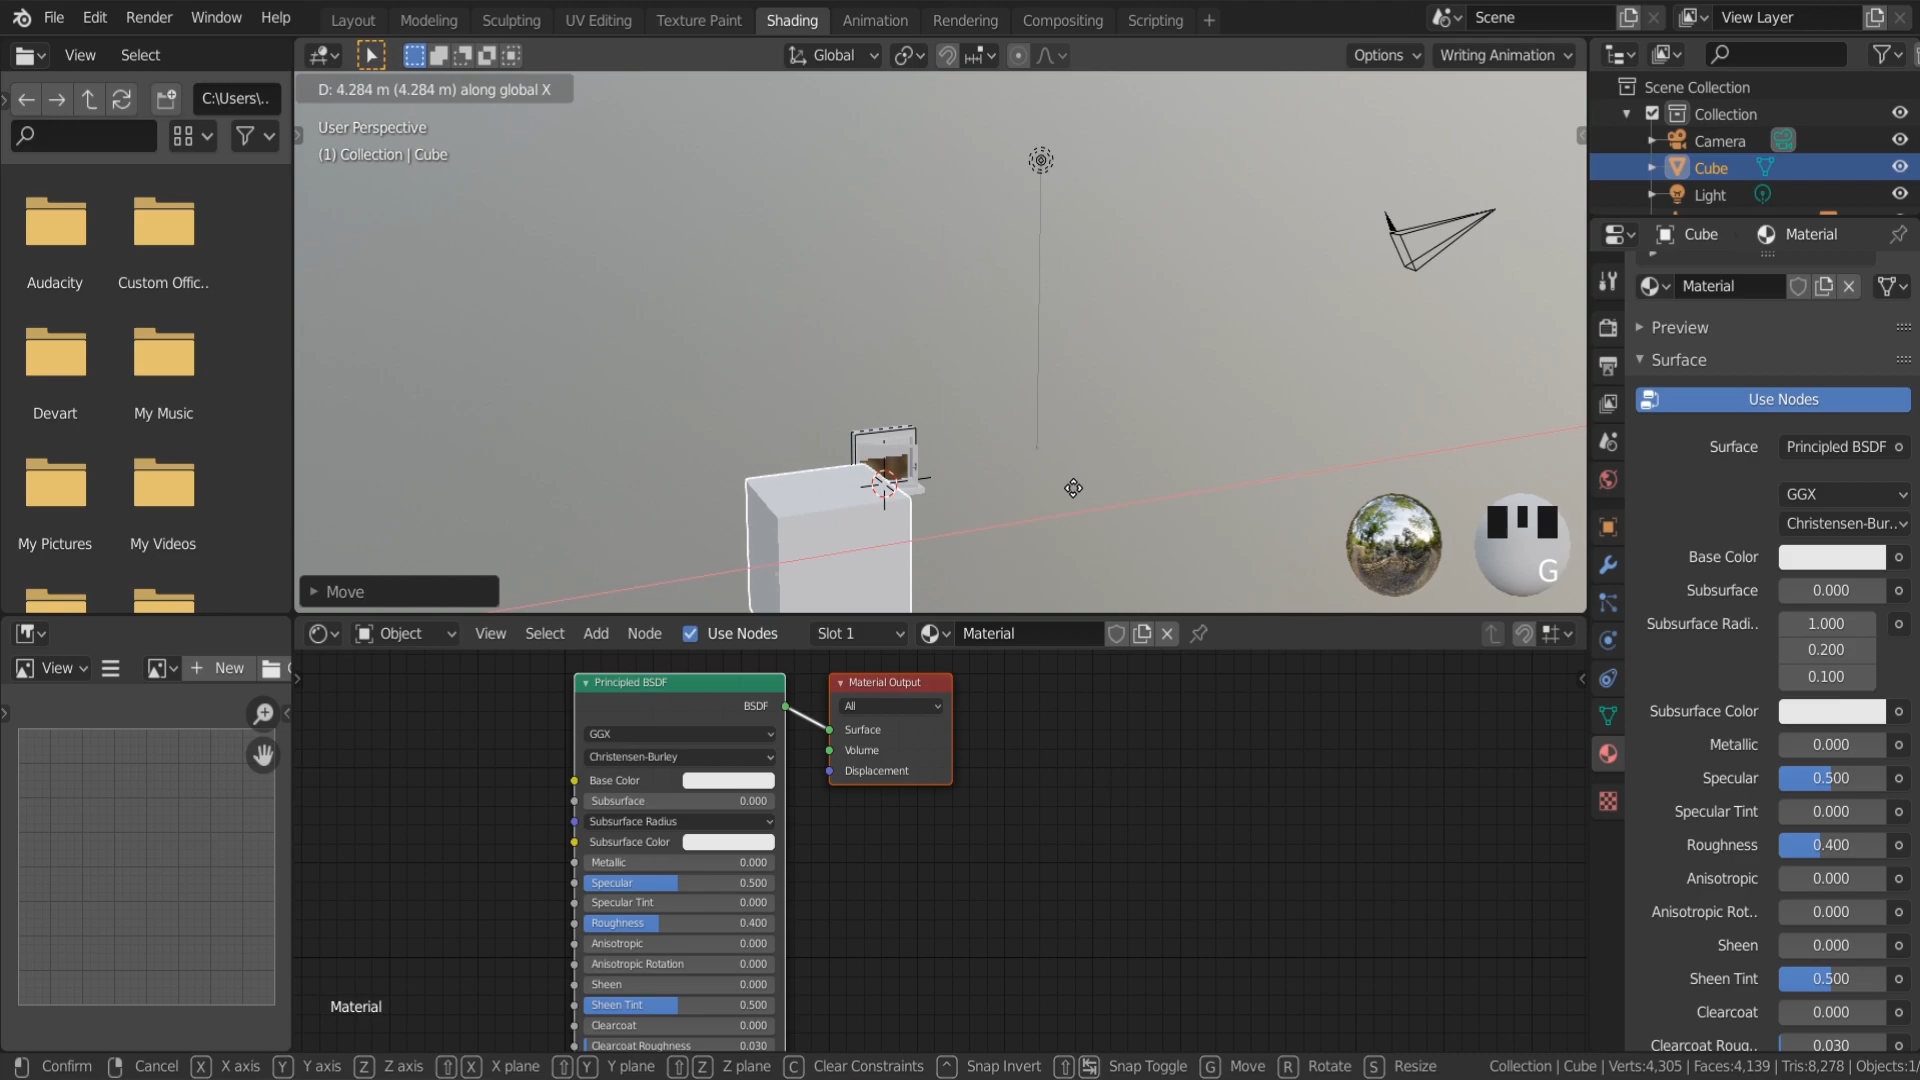 File Edit Render Window Help Layout Modeling Sculpting UV Editing Texture Paint Shading Animation Rendering Compositing Scripting + Scene View Layer
View Select Global Options Writing Animation
D: 4.284 m (4.284 m) along global X
C:\Users\..
User Perspective
(1) Collection | Cube
Audacity Custom Offic..
Devart My Music
My Pictures My Videos
Move
G
Scene Collection
Collection
Camera
Cube
Light
Cube Material
Material
Preview
Surface
Use Nodes
Surface Principled BSDF
GGX
Christensen-Bur..
Base Color
Subsurface 0.000
Subsurface Radi.. 1.000
0.200
0.100
Subsurface Color
Metallic 0.000
Specular 0.500
Specular Tint 0.000
Roughness 0.400
Anisotropic 0.000
Anisotropic Rot.. 0.000
Sheen 0.000
Sheen Tint 0.500
Clearcoat 0.000
Clearcoat Roug.. 0.030
View New
Object View Select Add Node Use Nodes Slot 1 Material
Principled BSDF
BSDF
GGX
Christensen-Burley
Base Color
Subsurface 0.000
Subsurface Radius
Subsurface Color
Metallic 0.000
Specular 0.500
Specular Tint 0.000
Roughness 0.400
Anisotropic 0.000
Anisotropic Rotation 0.000
Sheen 0.000
Sheen Tint 0.500
Clearcoat 0.000
Clearcoat Roughness 0.030
Material Output
All
Surface
Volume
Displacement
Material
Confirm Cancel X X axis Y Y axis Z Z axis X X plane Y Y plane Z Z plane C Clear Constraints Snap Invert Snap Toggle G Move R Rotate S Resize Collection | Cube | Verts:4,305 | Faces:4,139 | Tris:8,278 | Objects:1/